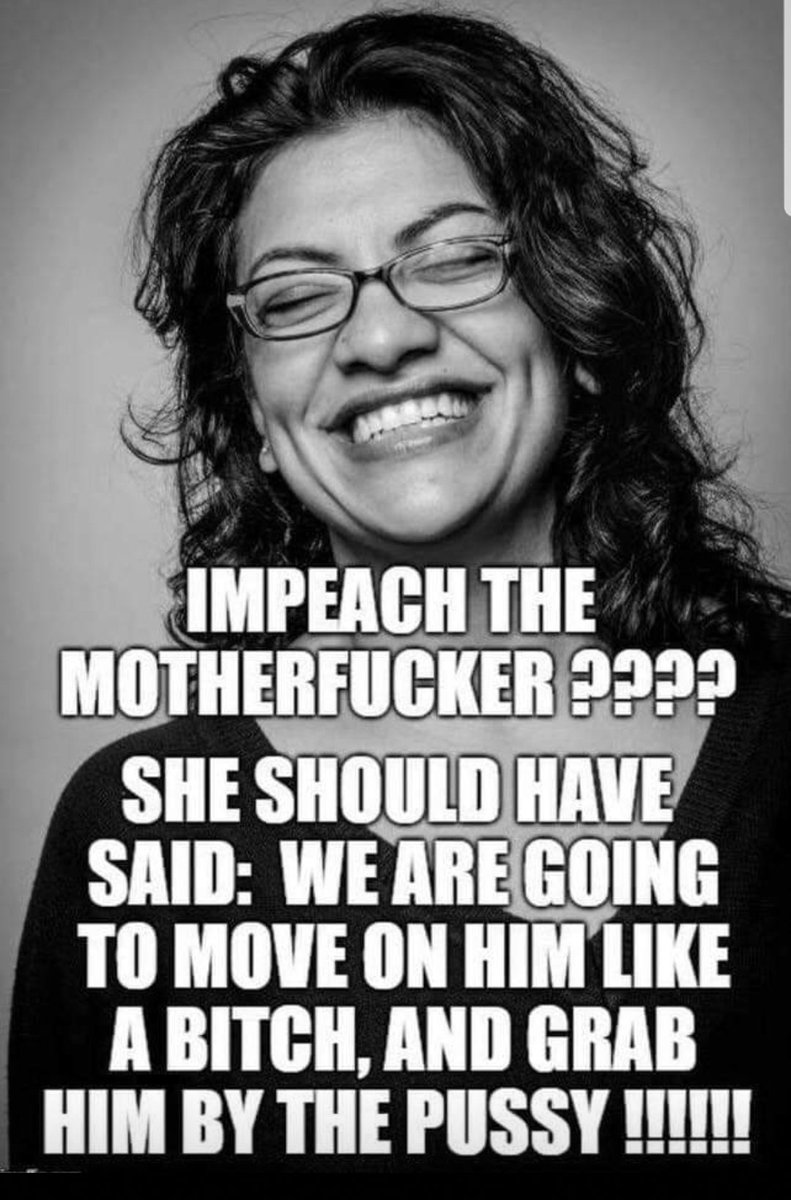 IMPEACH THE
MOTHERFUCKER ????
SHE SHOULD HAVE
SAID: WE ARE GOING
TO MOVE ON HIM LIKE
A BITCH, AND GRAB
HIM BY THE PUSSY !!!!!!!